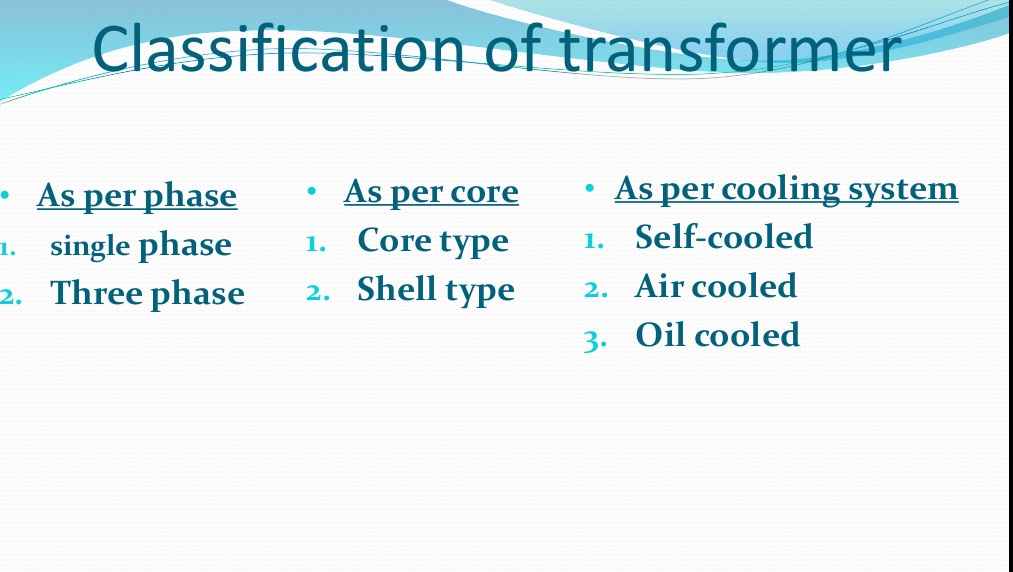 Classification of transformer
• As per phase
1. single phase
2. Three phase
• As per core
1. Core type
2. Shell type
• As per cooling system
1. Self-cooled
2. Air cooled
3. Oil cooled